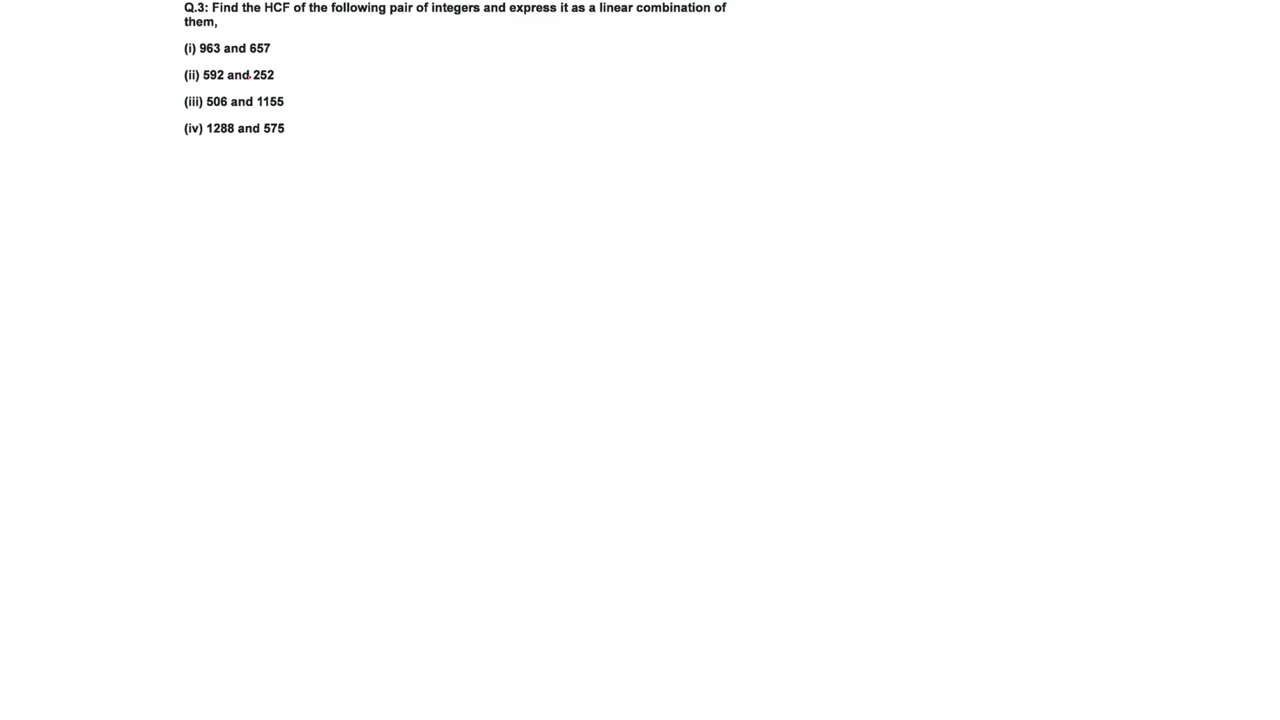 Q.3: Find the HCF of the following pair of integers and express it as a linear combination of
them,
(i) 963 and 657
(ii) 592 and 252
(iii) 506 and 1155
(iv) 1288 and 575